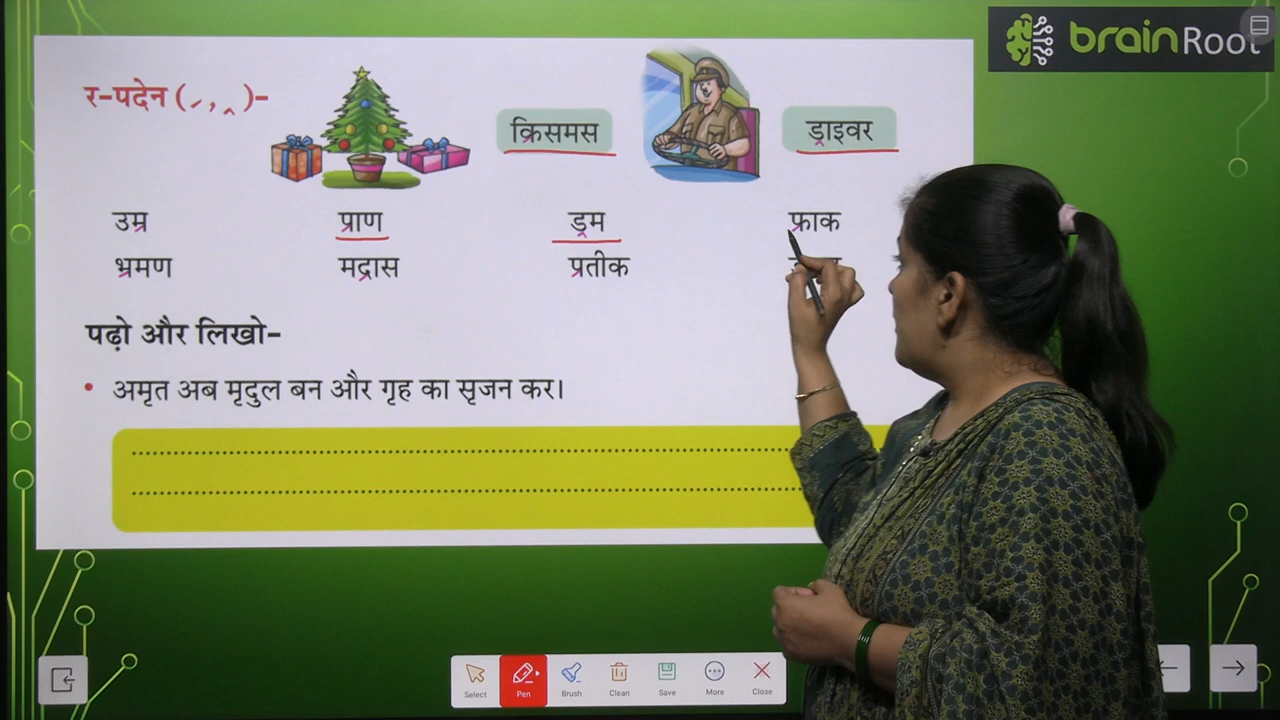 brainRoot
र-पदेन ( ॒ , ‸ )-
क्रिसमस
ड्राइवर
उम्र प्राण ड्रम फ्राक
भ्रमण मद्रास प्रतीक
पढ़ो और लिखो-
• अमृत अब मृदुल बन और गृह का सृजन कर।
Select Pen Brush Clean Save More Close